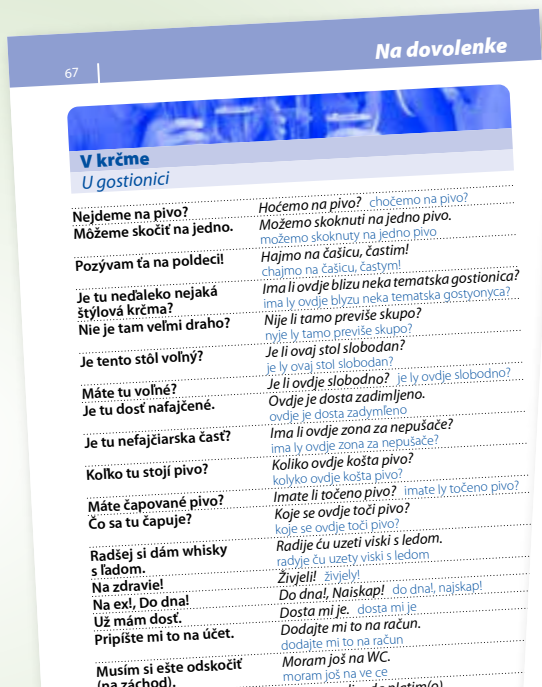 67
Na dovolenke
V krčme
U gostionici
Nejdeme na pivo? Hoćemo na pivo? chočemo na pivo?
Môžeme skočiť na jedno. Možemo skoknuti na jedno pivo.
možemo skoknuty na jedno pivo
Pozývam ťa na poldeci! Hajmo na čašicu, častim!
chajmo na čašicu, častym!
Je tu neďaleko nejaká Ima li ovdje blizu neka tematska gostionica?
štýlová krčma? ima ly ovdje blyzu neka tematska gostyonyca?
Nie je tam veľmi draho? Nije li tamo previše skupo?
nyje ly tamo previše skupo?
Je tento stôl voľný? Je li ovaj stol slobodan?
je ly ovaj stol slobodan?
Máte tu voľné? Je li ovdje slobodno? je ly ovdje slobodno?
Je tu dosť nafajčené. Ovdje je dosta zadimljeno.
ovdje je dosta zadymľeno
Je tu nefajčiarska časť? Ima li ovdje zona za nepušače?
ima ly ovdje zona za nepušače?
Koľko tu stojí pivo? Koliko ovdje košta pivo?
kolyko ovdje košta pivo?
Máte čapované pivo? Imate li točeno pivo? imate ly točeno pivo?
Čo sa tu čapuje? Koje se ovdje toči pivo?
koje se ovdje toči pivo?
Radšej si dám whisky Radije ću uzeti viski s ledom.
s ľadom. radyje ču uzety viski s ledom
Na zdravie! Živjeli! živjely!
Na ex!, Do dna! Do dna!, Naiskap! do dna!, najskap!
Už mám dosť. Dosta mi je. dosta mi je
Pripíšte mi to na účet. Dodajte mi to na račun.
dodajte mi to na račun
Musím si ešte odskočiť Moram još na WC.
(na záchod). moram još na ve ce